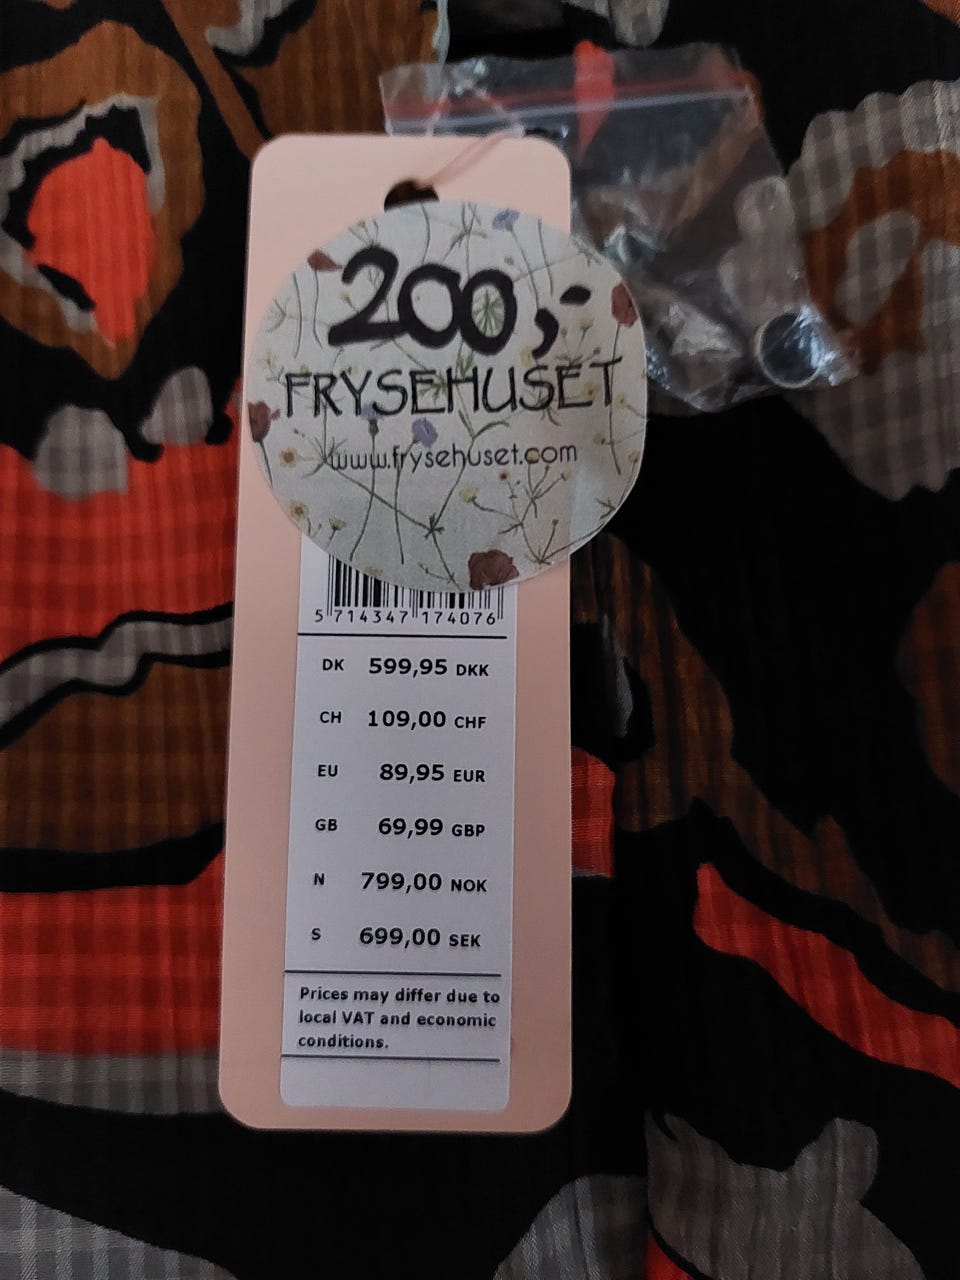 200,-
FRYSEHUSET
www.frysehuset.com
5 714347 174076
DK 599,95 DKK
CH 109,00 CHF
EU 89,95 EUR
GB 69,99 GBP
N 799,00 NOK
S 699,00 SEK
Prices may differ due to
local VAT and economic
conditions.